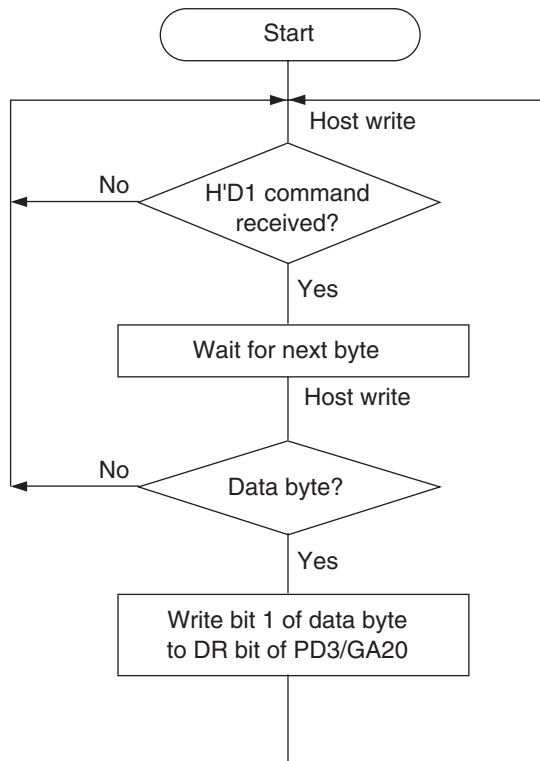 Start
Host write
No
H'D1 command
received?
Yes
Wait for next byte
Host write
No
Data byte?
Yes
Write bit 1 of data byte
to DR bit of PD3/GA20